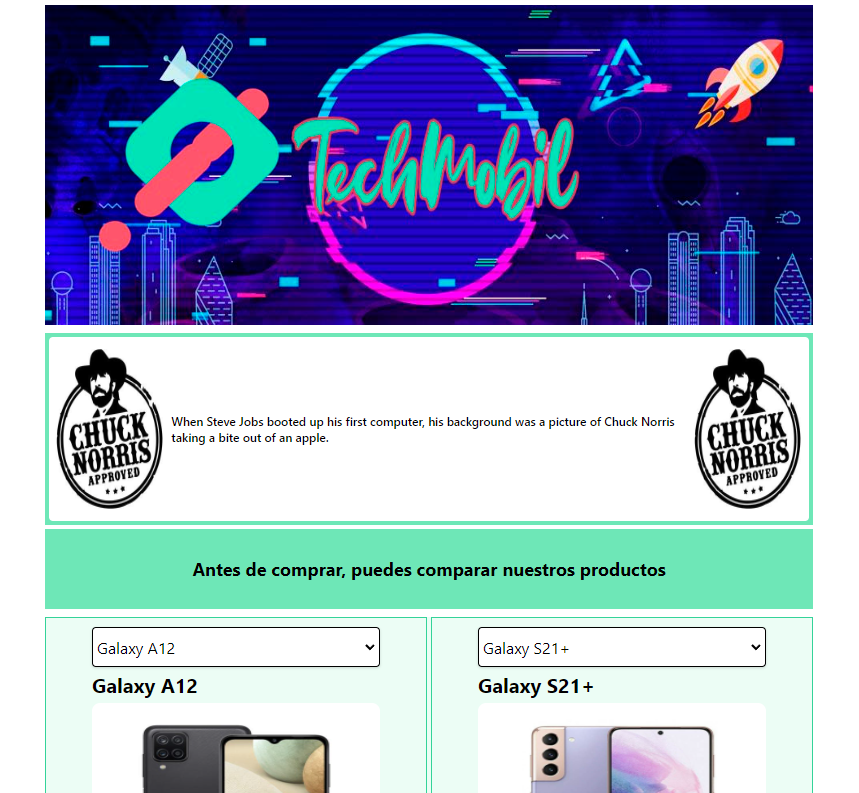 TechMobil
CHUCK
NORRIS
APPROVED
When Steve Jobs booted up his first computer, his background was a picture of Chuck Norris
taking a bite out of an apple.
CHUCK
NORRIS
APPROVED
Antes de comprar, puedes comparar nuestros productos
Galaxy A12
Galaxy S21+
Galaxy A12
Galaxy S21+